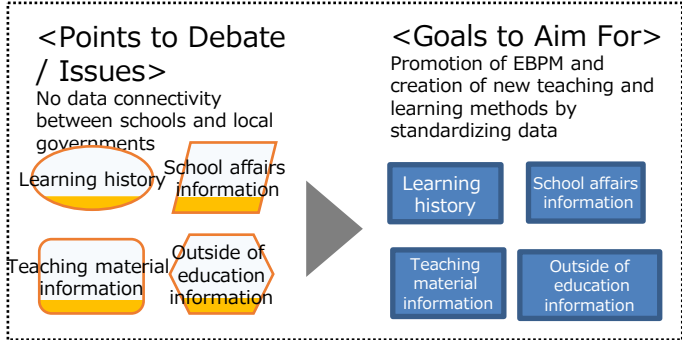 <Points to Debate
/ Issues>
No data connectivity
between schools and local
governments
Learning history
School affairs
information
Teaching material
information
Outside of
education
information
<Goals to Aim For>
Promotion of EBPM and
creation of new teaching and
learning methods by
standardizing data
Learning
history
School affairs
information
Teaching
material
information
Outside of
education
information